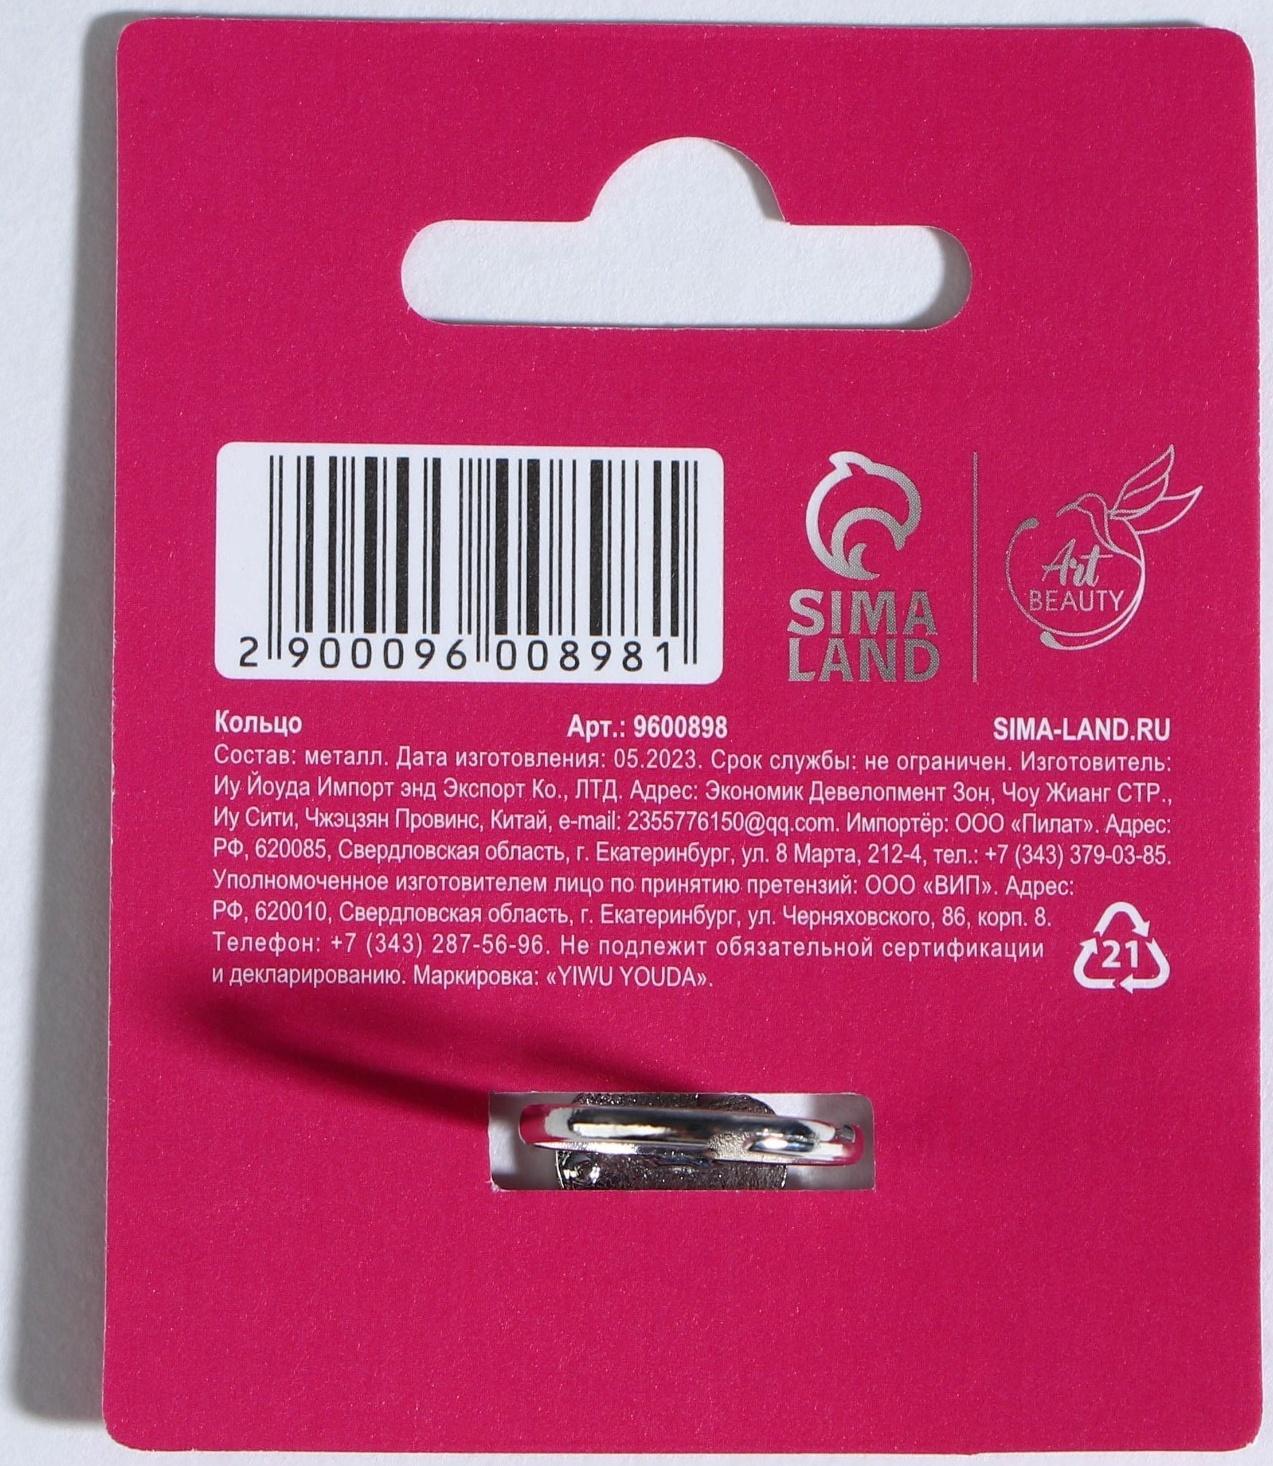 2 900096 008981
SIMA
LAND
Art
BEAUTY
Кольцо Арт.: 9600898 SIMA-LAND.RU
Состав: металл. Дата изготовления: 05.2023. Срок службы: не ограничен. Изготовитель:
Иу Йоуда Импорт энд Экспорт Ко., ЛТД. Адрес: Экономик Девелопмент Зон, Чоу Жианг СТР.,
Иу Сити, Чжэцзян Провинс, Китай, e-mail: 2355776150@qq.com. Импортёр: ООО «Пилат». Адрес:
РФ, 620085, Свердловская область, г. Екатеринбург, ул. 8 Марта, 212-4, тел.: +7 (343) 379-03-85.
Уполномоченное изготовителем лицо по принятию претензий: ООО «ВИП». Адрес:
РФ, 620010, Свердловская область, г. Екатеринбург, ул. Черняховского, 86, корп. 8.
Телефон: +7 (343) 287-56-96. Не подлежит обязательной сертификации
и декларированию. Маркировка: «YIWU YOUDA».
21